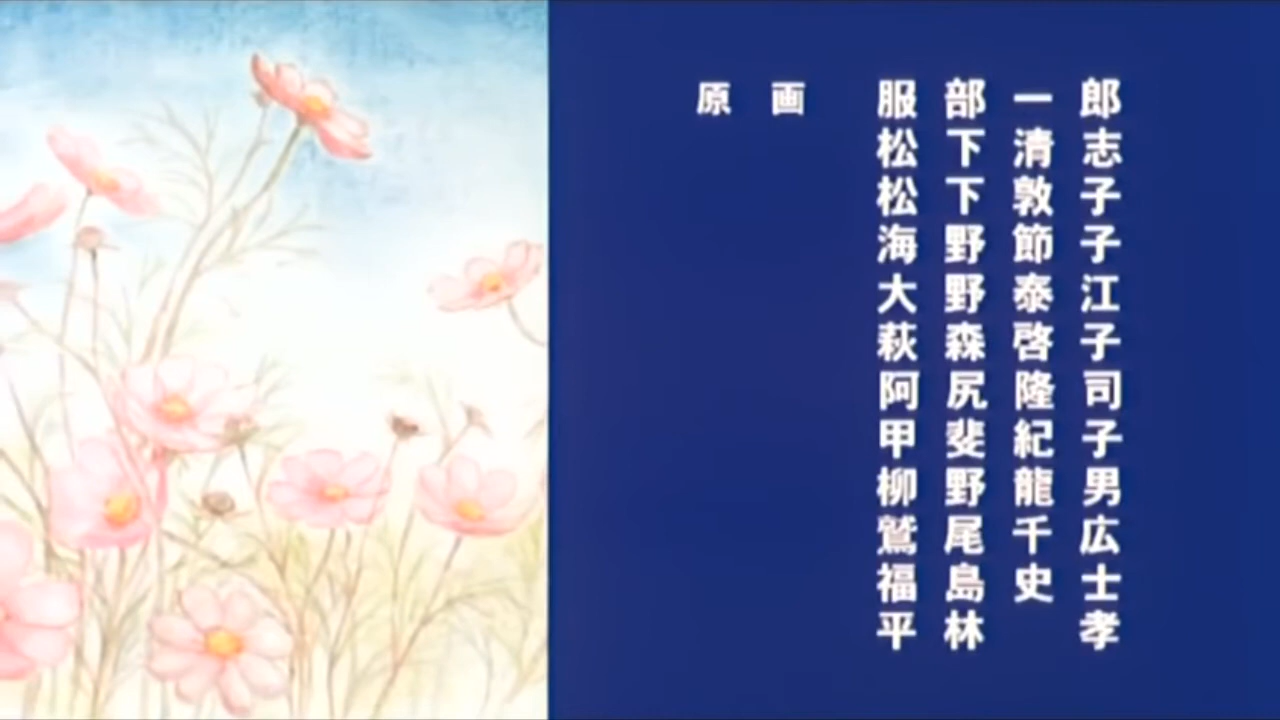 原画 服部一郎
松下清志
松下敦子
海野節子
大野泰江
萩森啓子
阿尻隆司
甲斐紀子
柳野龍男
鷲尾千広
福島史士
平林孝